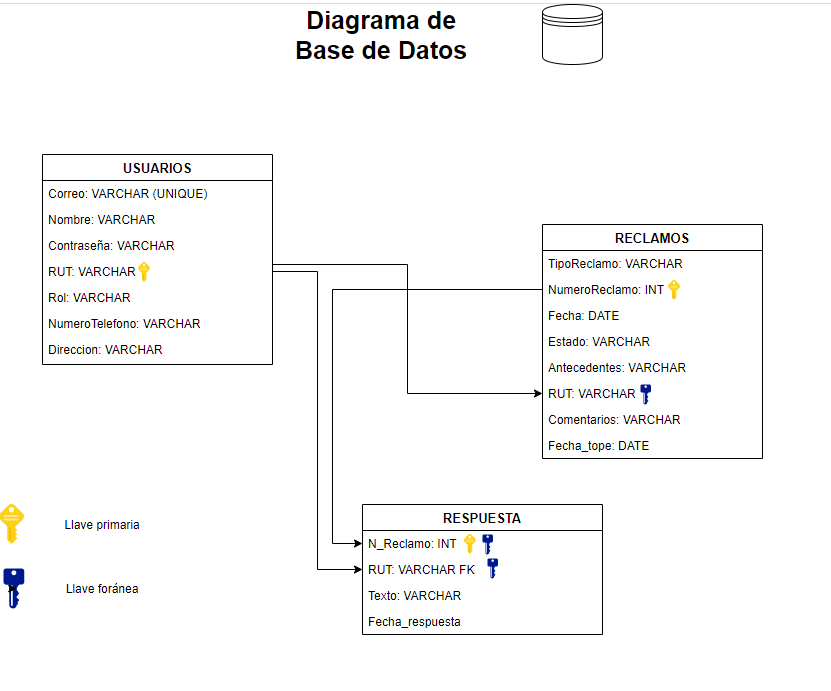 Diagrama de
Base de Datos
USUARIOS
Correo: VARCHAR (UNIQUE)
Nombre: VARCHAR
Contraseña: VARCHAR
RUT: VARCHAR
Rol: VARCHAR
NumeroTelefono: VARCHAR
Direccion: VARCHAR
RECLAMOS
TipoReclamo: VARCHAR
NumeroReclamo: INT
Fecha: DATE
Estado: VARCHAR
Antecedentes: VARCHAR
RUT: VARCHAR
Comentarios: VARCHAR
Fecha_tope: DATE
RESPUESTA
N_Reclamo: INT
RUT: VARCHAR FK
Texto: VARCHAR
Fecha_respuesta
Llave primaria
Llave foránea